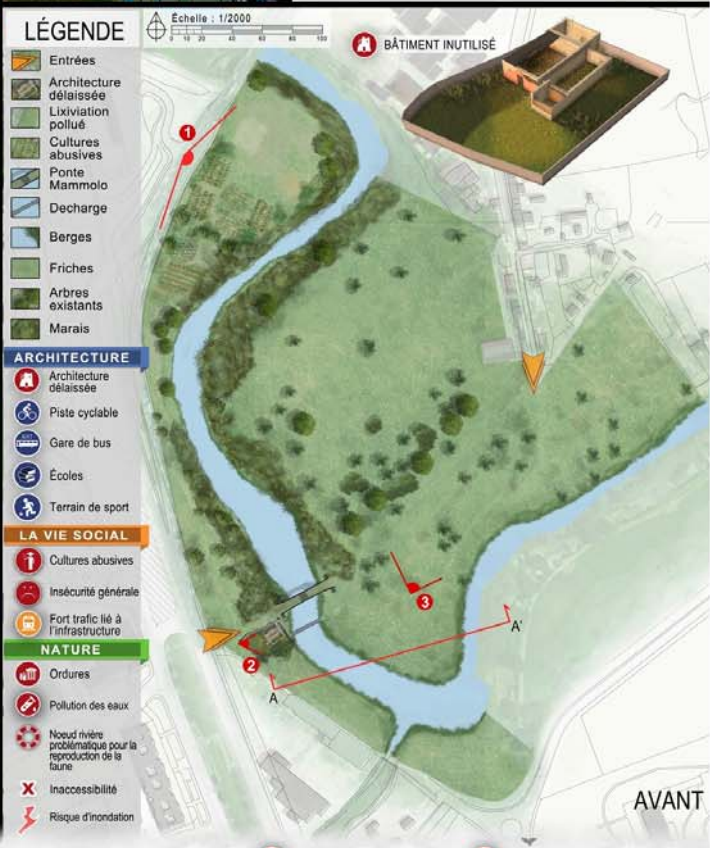 LÉGENDE
Échelle : 1/2000
0 10 20 40 60 80 100
BÂTIMENT INUTILISÉ
Entrées
Architecture
délaissée
Lixiviation
pollué
Cultures
abusives
Ponte
Mammolo
Decharge
Berges
Friches
Arbres
existants
Marais
ARCHITECTURE
Architecture
délaissée
Piste cyclable
Gare de bus
Écoles
Terrain de sport
LA VIE SOCIAL
Cultures abusives
Insécurité générale
Fort trafic lié à
l'infrastructure
NATURE
Ordures
Pollution des eaux
Noeud rivière
problématique pour la
reproduction de la
faune
Inaccessibilité
Risque d'inondation
1
3
A'
2
A
AVANT